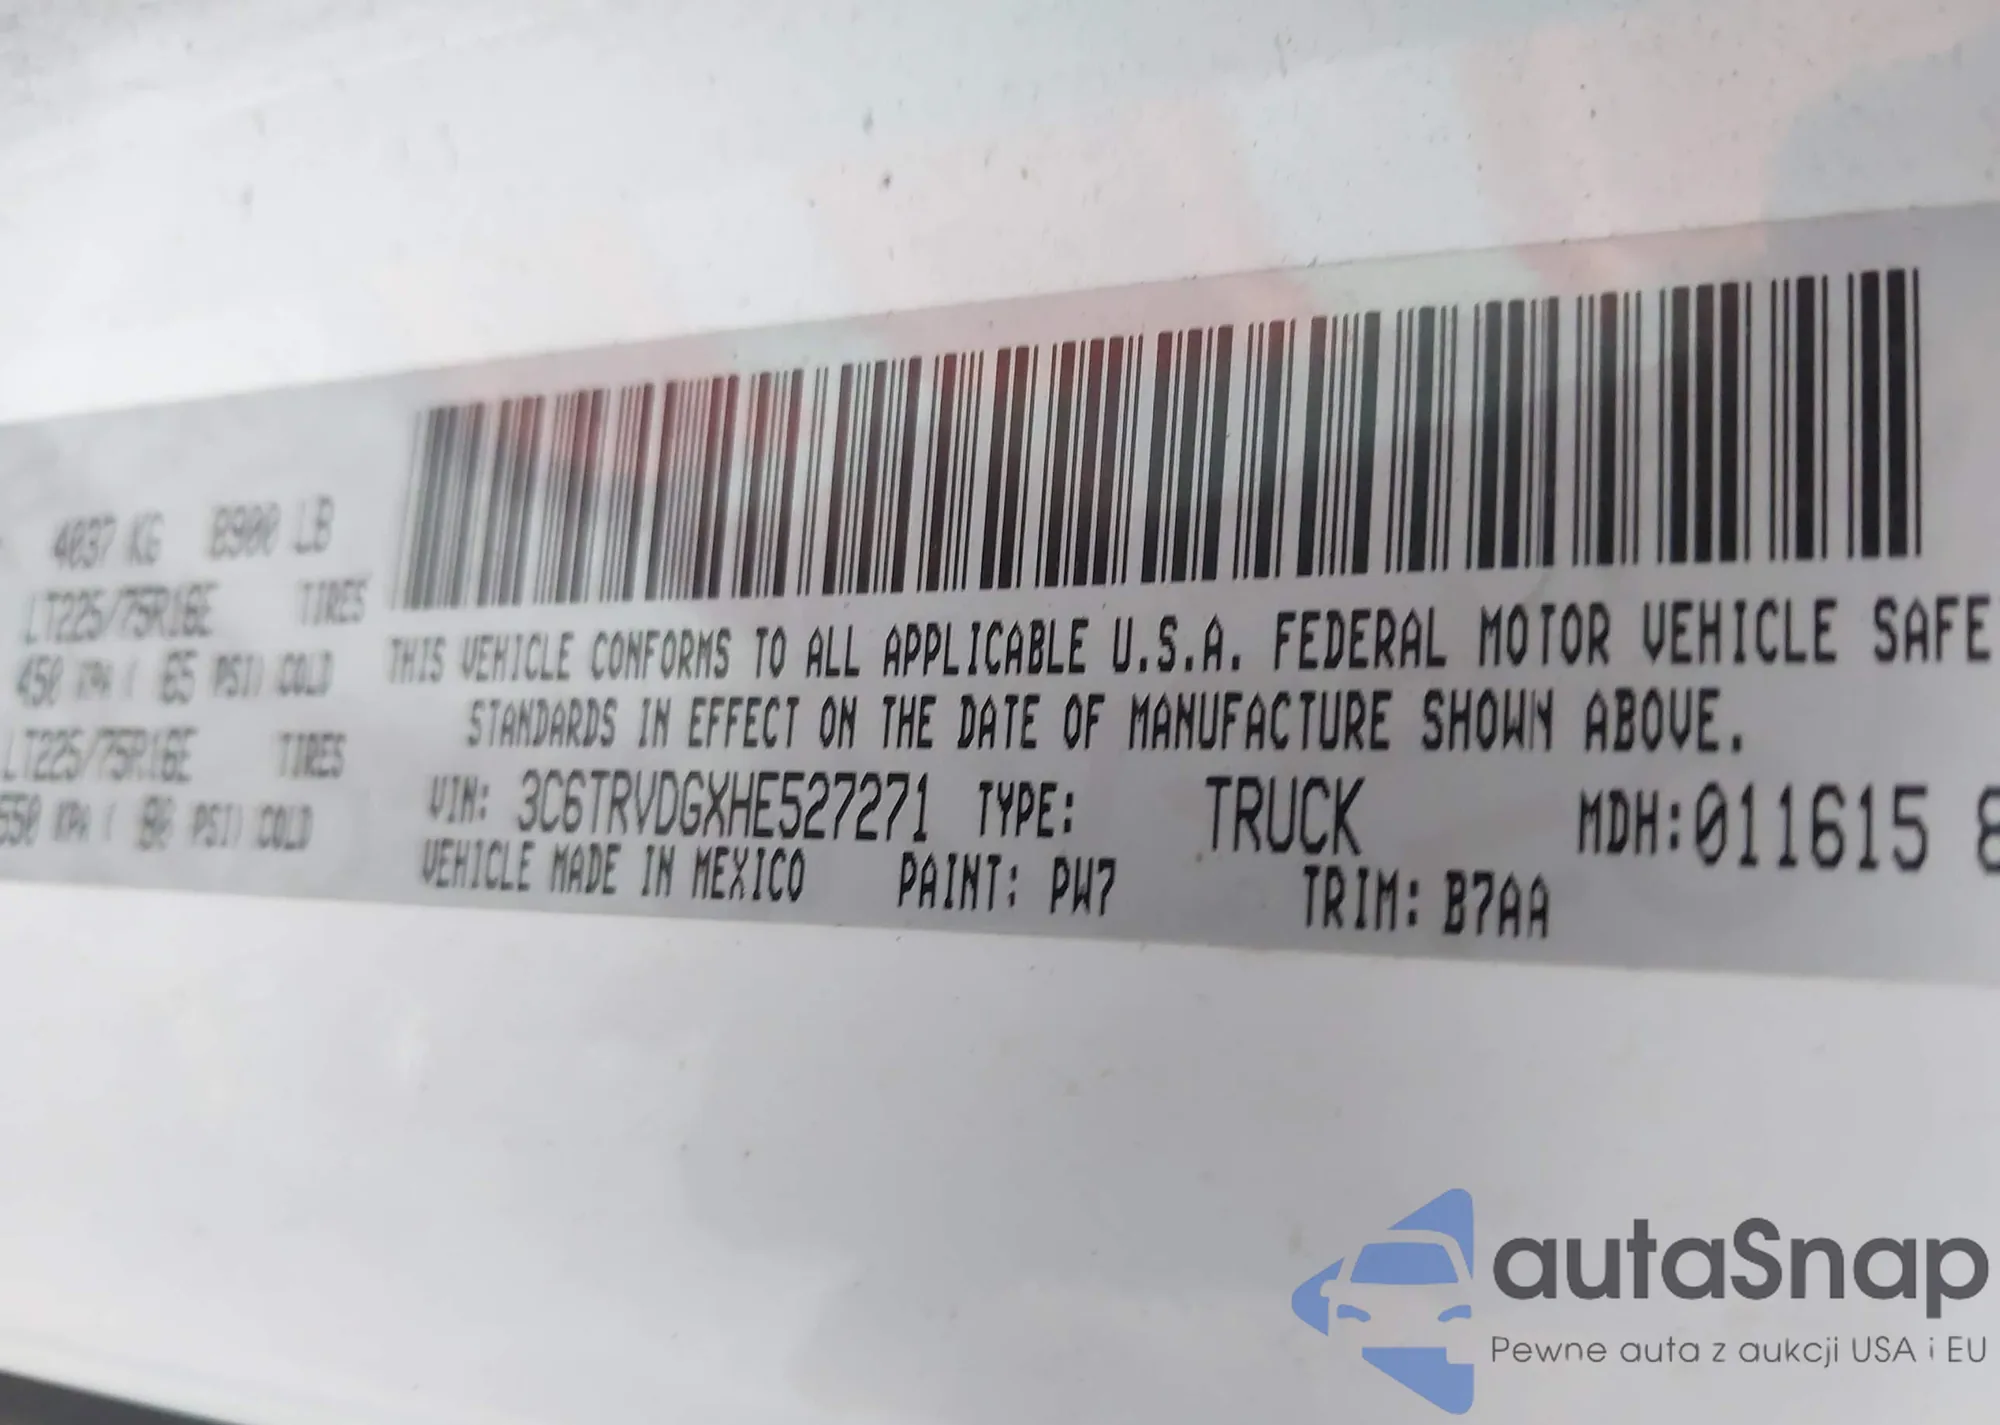 4037 KG 8900 LB
LT225/75R16E TIRES
450 KPA ( 65 PSI) COLD
LT225/75R16E TIRES
550 KPA ( 80 PSI) COLD
THIS VEHICLE CONFORMS TO ALL APPLICABLE U.S.A. FEDERAL MOTOR VEHICLE SAFE
STANDARDS IN EFFECT ON THE DATE OF MANUFACTURE SHOWN ABOVE.
VIN: 3C6TRVDGXHE527271 TYPE: TRUCK MDH:011615 8
VEHICLE MADE IN MEXICO PAINT: PW7 TRIM: B7AA
autaSnap
Pewne auta z aukcji USA i EU